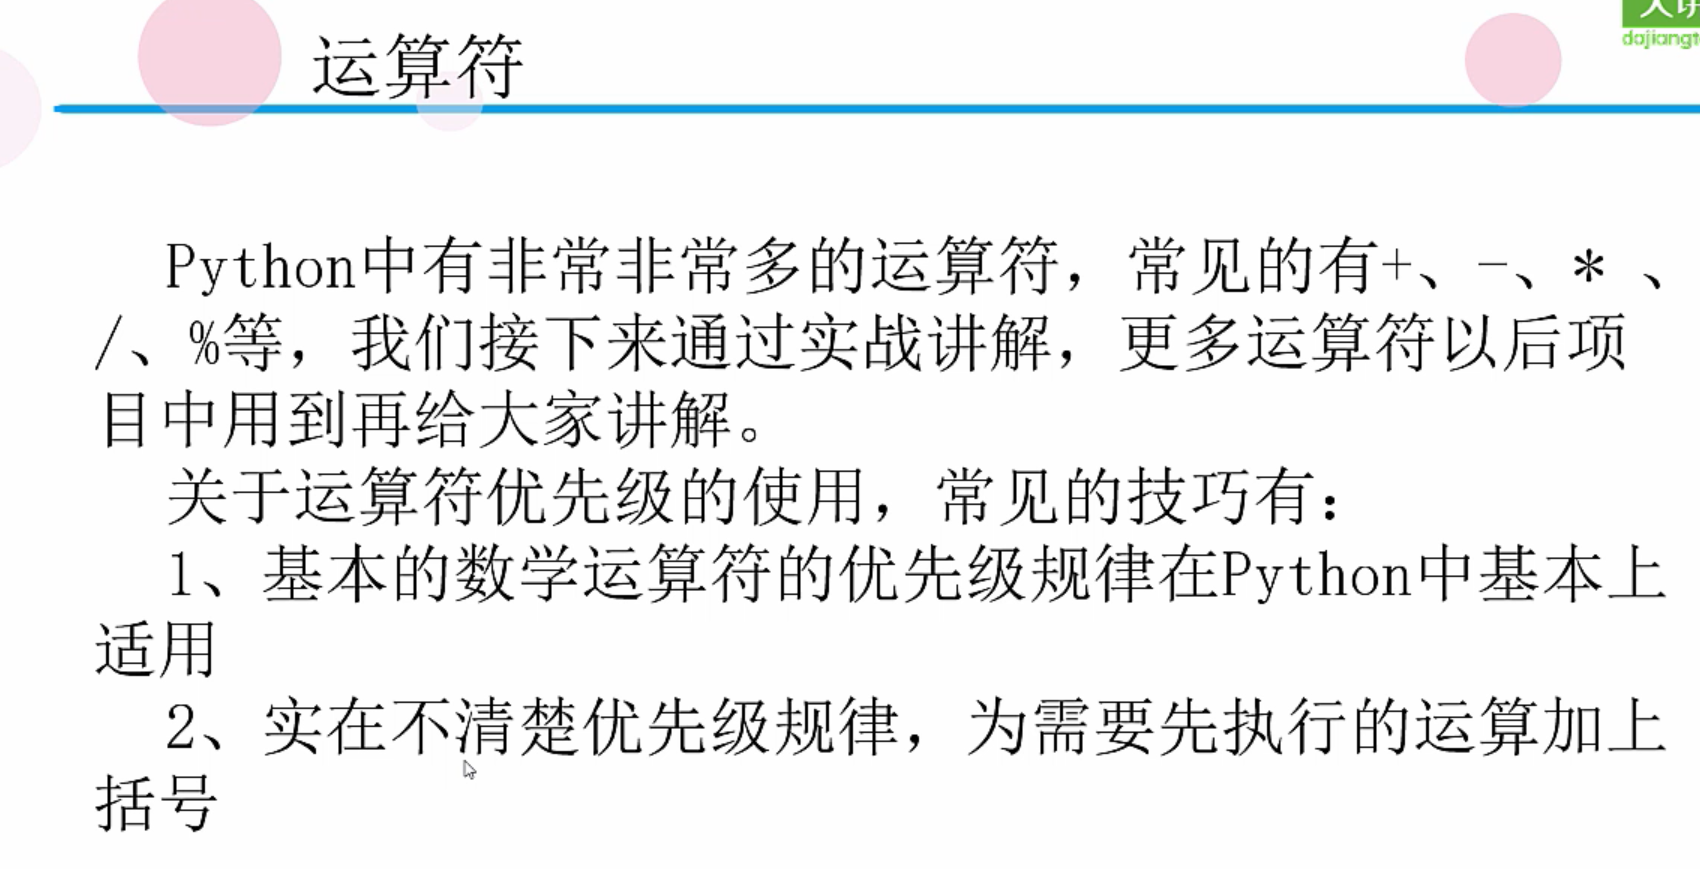 运算符
Python中有非常非常多的运算符，常见的有+、-、* 、
/、%等，我们接下来通过实战讲解，更多运算符以后项
目中用到再给大家讲解。
关于运算符优先级的使用，常见的技巧有：
1、基本的数学运算符的优先级规律在Python中基本上
适用
2、实在不清楚优先级规律，为需要先执行的运算加上
括号